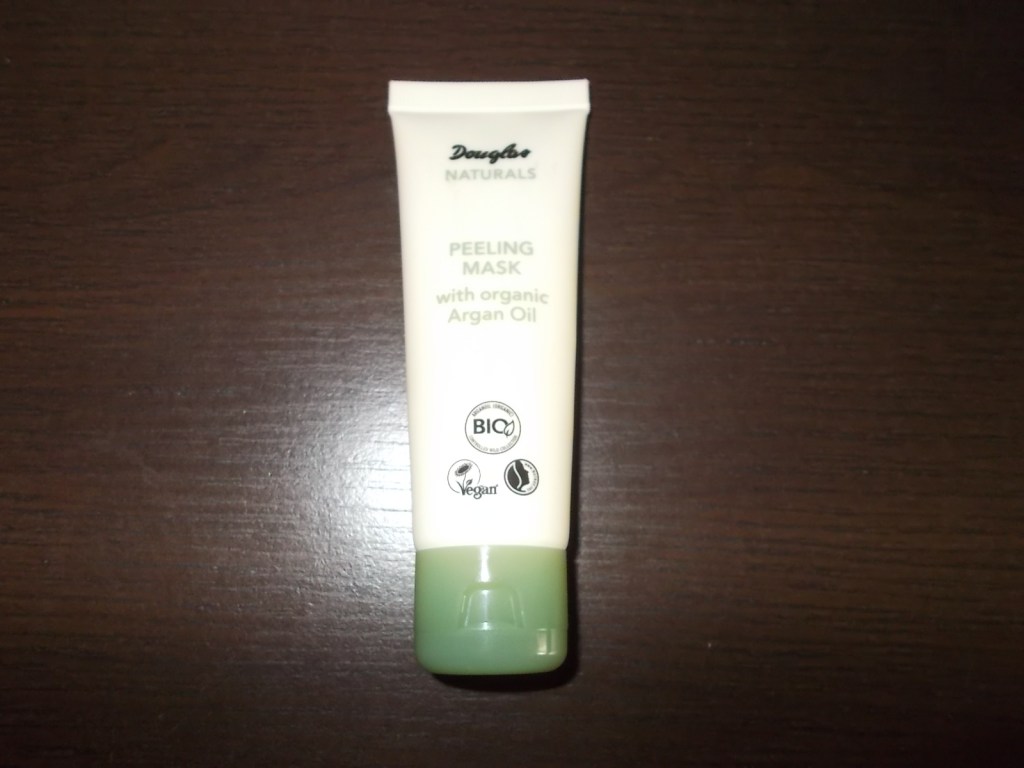 Douglas
NATURALS
PEELING
MASK
with organic
Argan Oil
BIO
Vegan